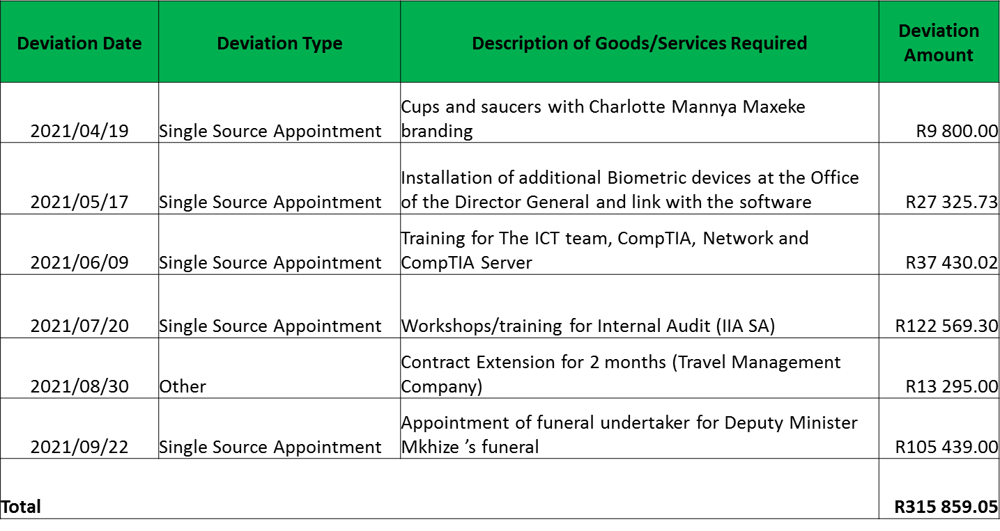 Deviation Date Deviation Type Description of Goods/Services Required Deviation Amount
2021/04/19 Single Source Appointment Cups and saucers with Charlotte Mannya Maxeke
branding R9 800.00
2021/05/17 Single Source Appointment Installation of additional Biometric devices at the Office
of the Director General and link with the software R27 325.73
2021/06/09 Single Source Appointment Training for The ICT team, CompTIA, Network and
CompTIA Server R37 430.02
2021/07/20 Single Source Appointment Workshops/training for Internal Audit (IIA SA) R122 569.30
2021/08/30 Other Contract Extension for 2 months (Travel Management
Company) R13 295.00
2021/09/22 Single Source Appointment Appointment of funeral undertaker for Deputy Minister
Mkhize ’s funeral R105 439.00
Total R315 859.05